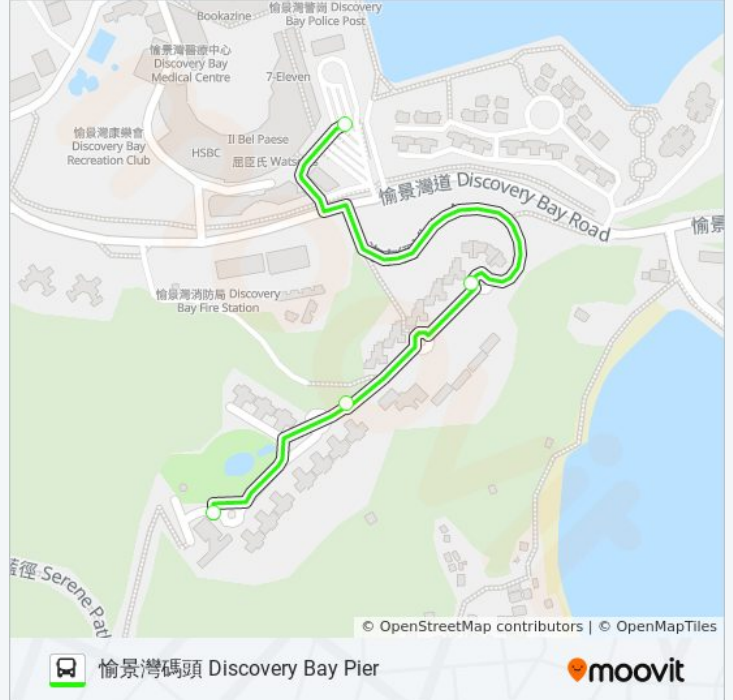 愉景灣警崗 Discovery
Bay Police Post
Bookazine
愉景灣醫療中心
Discovery Bay
Medical Centre
7-Eleven
愉景灣康樂會
Discovery Bay
Recreation Club
Il Bel Paese
HSBC
屈臣氏 Wats
愉景灣道 Discovery Bay Road
愉景
愉景灣消防局 Discovery
Bay Fire Station
徑 Serene Path
© OpenStreetMap contributors | © OpenMapTiles
愉景灣碼頭 Discovery Bay Pier
moovit